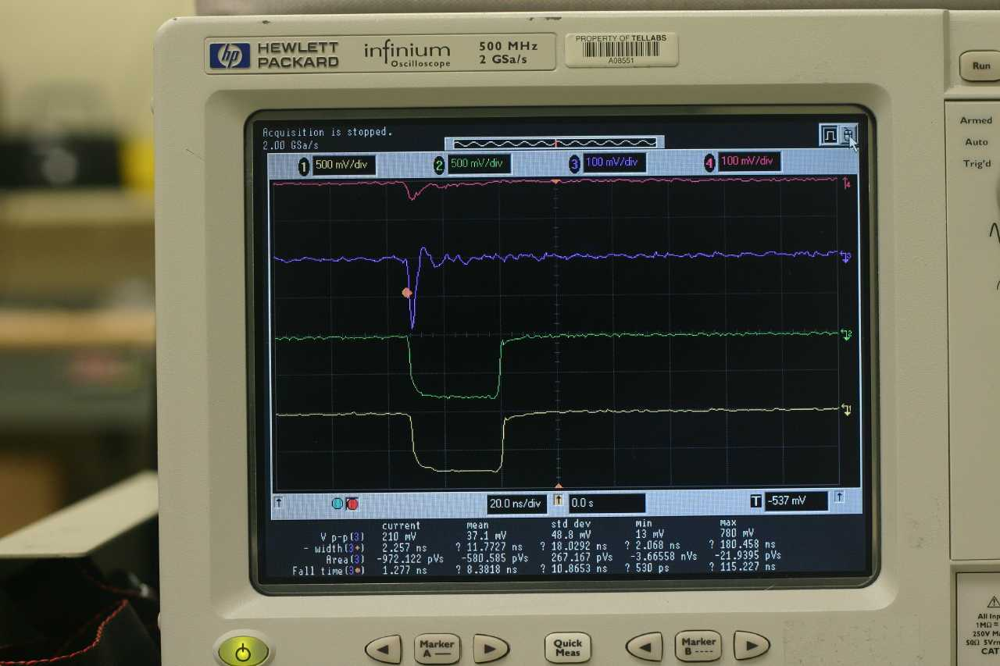 hp HEWLETT PACKARD
infinium Oscilloscope
500 MHz
2 GSa/s
PROPERTY OF TELLABS
A08551
Run
Armed
Auto
Trig'd
Acquisition is stopped.
2.00 GSa/s
1 500 mV/div 2 500 mV/div 3 100 mV/div 4 100 mV/div
4
3
2
1
20.0 ns/div 0.0 s T -537 mV
current mean std dev min max
V p-p(3) 210 mV 37.1 mV 48.8 mV 13 mV 780 mV
- width(3) 2.257 ns ? 11.7727 ns ? 18.0292 ns ? 2.068 ns ? 180.458 ns
Area(3) -972.122 pVs -580.585 pVs 267.167 pVs -3.66558 nVs -21.9395 pVs
Fall time(3) 1.277 ns ? 8.3818 ns ? 10.8653 ns ? 530 ps ? 115.227 ns
Marker A
Quick Meas
Marker B
All Inp
1MΩ =
250V Ma
50Ω 5Vrm
CAT